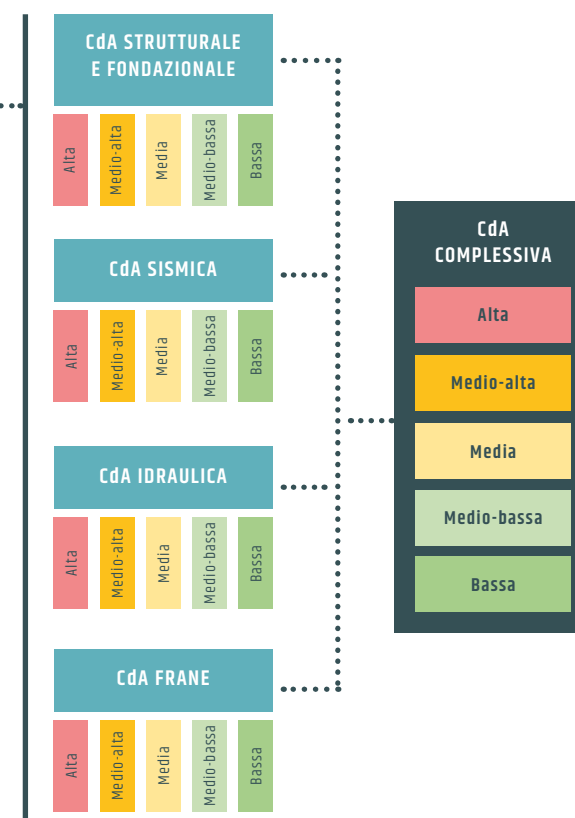 CdA STRUTTURALE
E FONDAZIONALE
Alta
Medio-alta
Media
Medio-bassa
Bassa
CdA SISMICA
Alta
Medio-alta
Media
Medio-bassa
Bassa
CdA IDRAULICA
Alta
Medio-alta
Media
Medio-bassa
Bassa
CdA FRANE
Alta
Medio-alta
Media
Medio-bassa
Bassa
CdA
COMPLESSIVA
Alta
Medio-alta
Media
Medio-bassa
Bassa